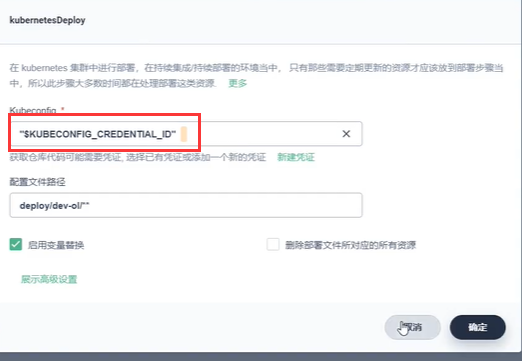 kubernetesDeploy
在 kubernetes 集群中进行部署，在持续集成/持续部署的环境当中， 只有那些需要定期更新的资源才应该放到部署步骤当
中，所以此步骤大多数时间都在处理部署这类资源. 更多
Kubeconfig *
"$KUBECONFIG_CREDENTIAL_ID"
获取仓库代码可能需要凭证, 选择已有凭证或添加一个新的凭证 新建凭证
配置文件路径
deploy/dev-ol/**
启用变量替换 删除部署文件所对应的所有资源
展示高级设置
取消 确定